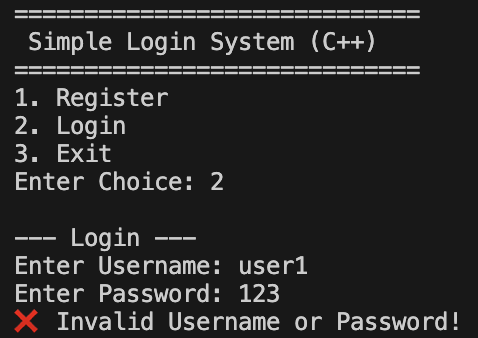 =============================
Simple Login System (C++)
=============================
1. Register
2. Login
3. Exit
Enter Choice: 2
--- Login ---
Enter Username: user1
Enter Password: 123
❌ Invalid Username or Password!